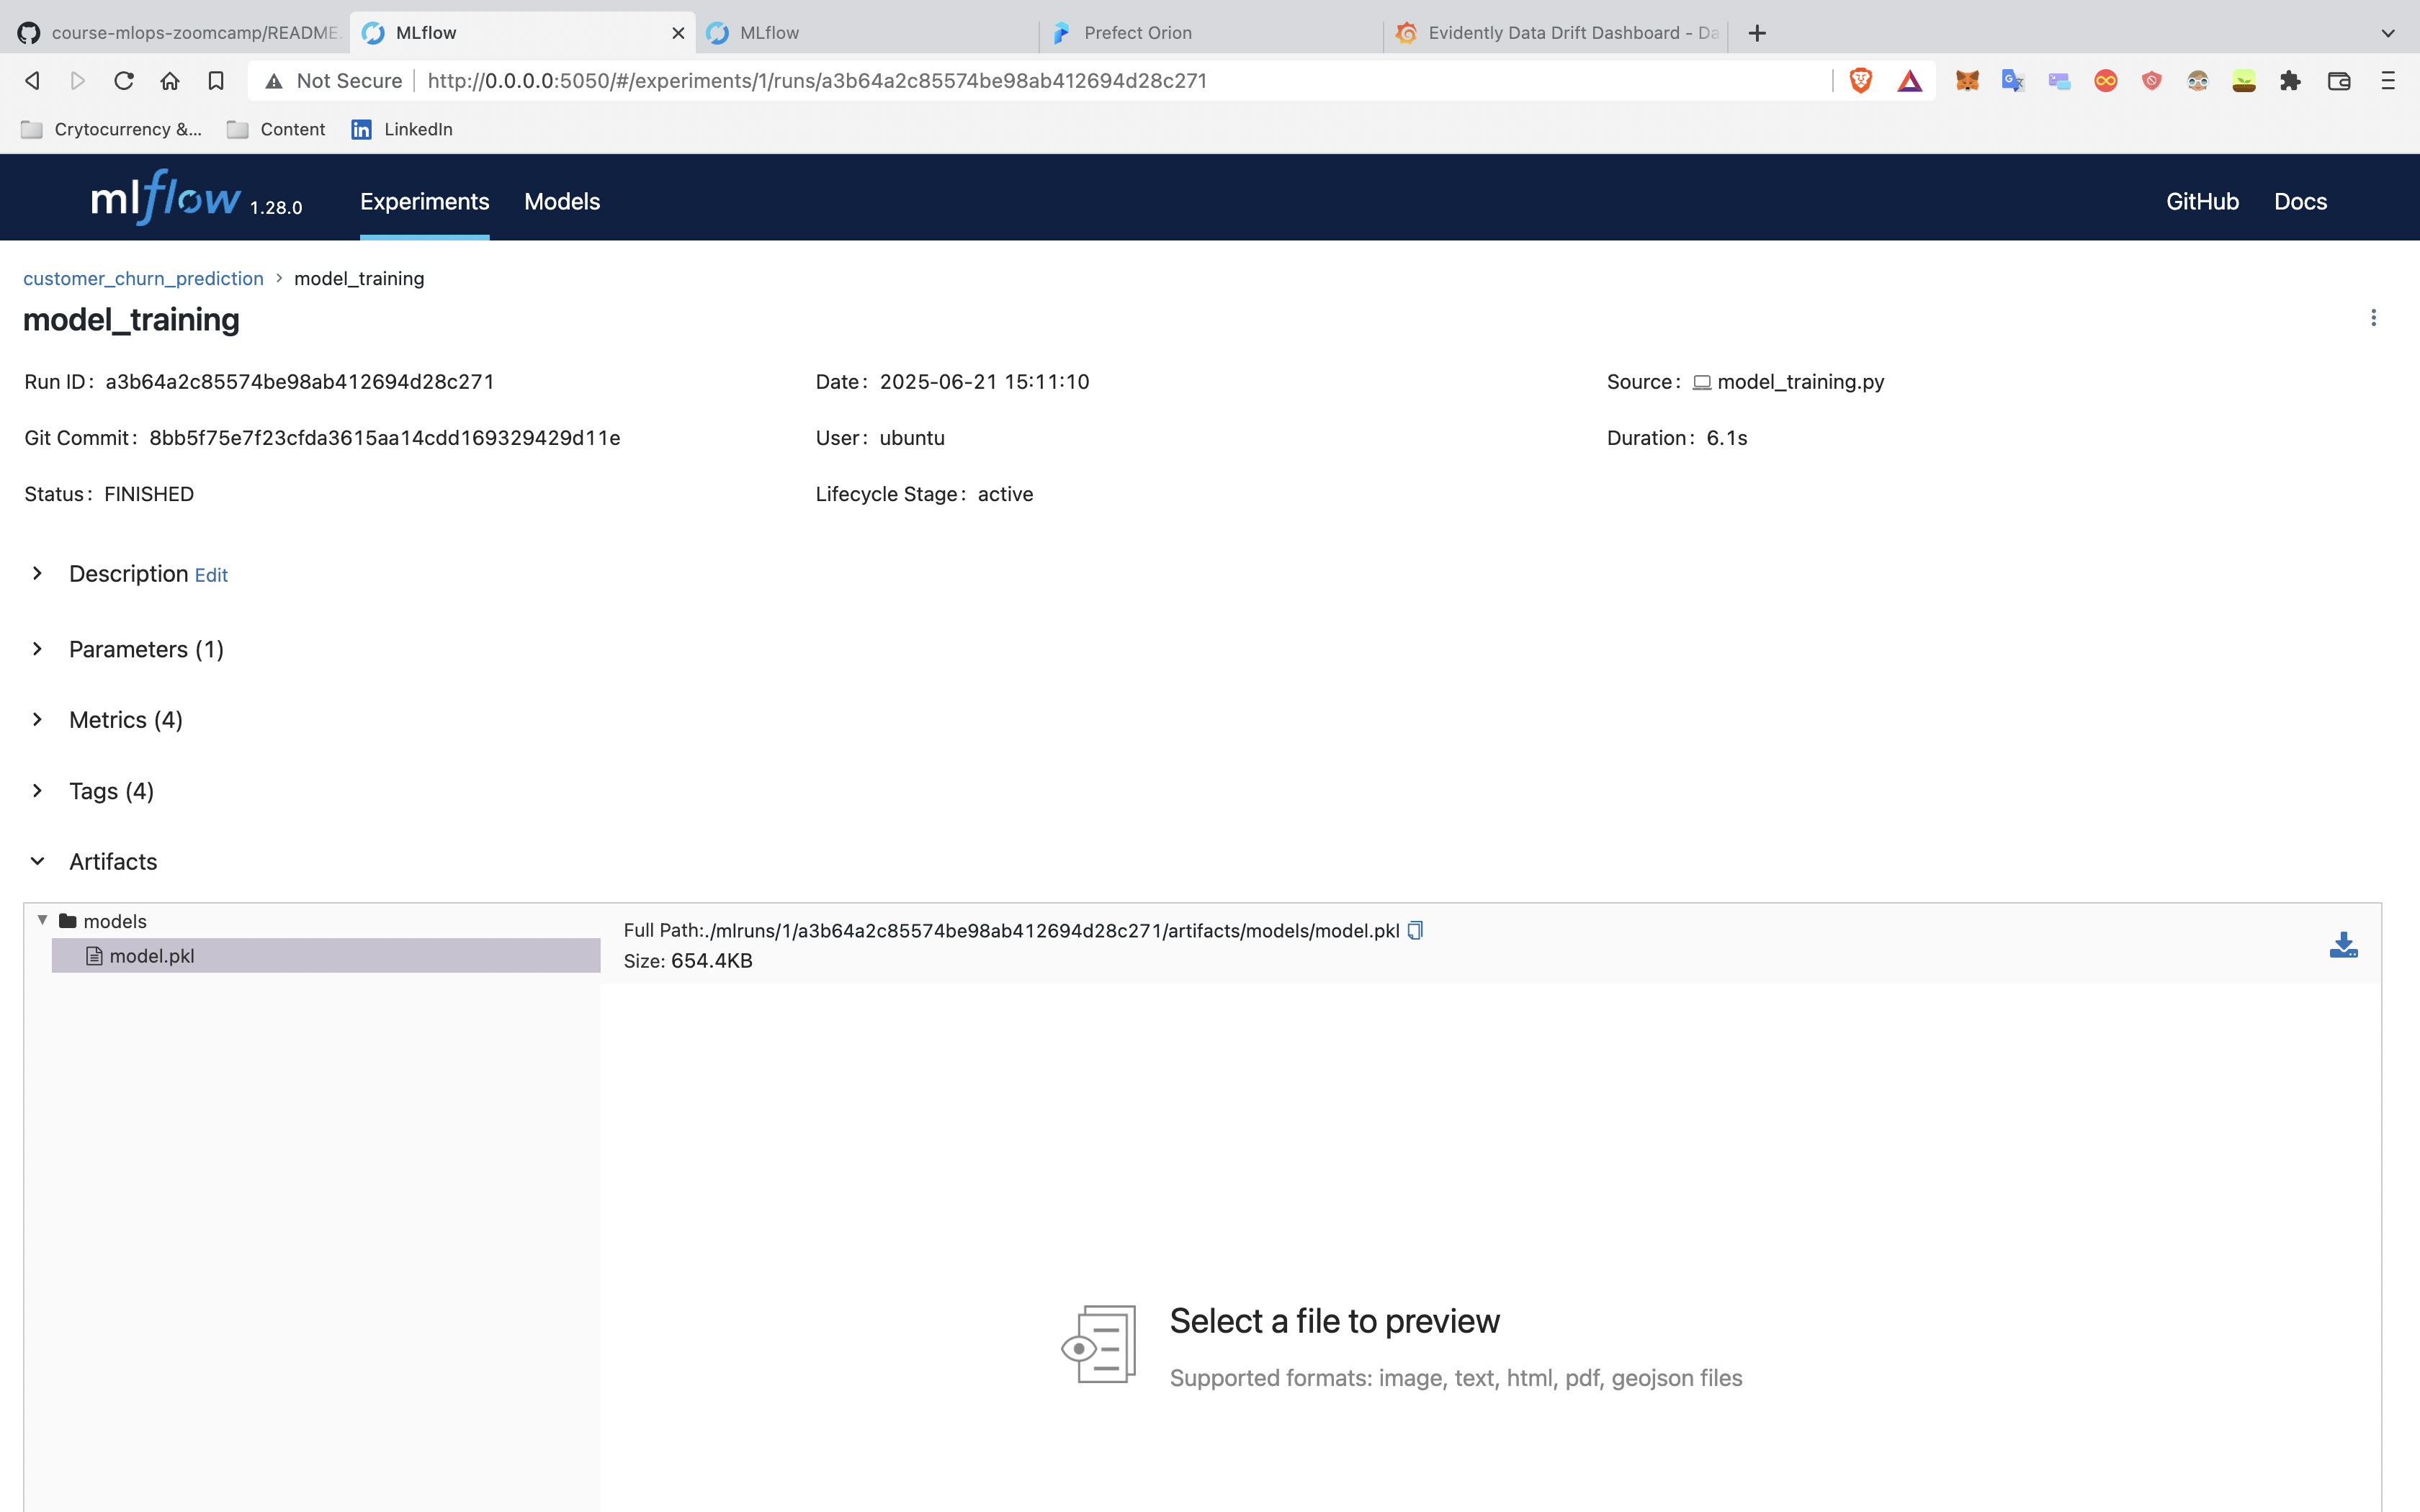 course-mlops-zoomcamp/README. MLflow MLflow Prefect Orion Evidently Data Drift Dashboard - Da
Not Secure http://0.0.0.0:5050/#/experiments/1/runs/a3b64a2c85574be98ab412694d28c271
Crytocurrency &... Content LinkedIn
mlflow 1.28.0 Experiments Models GitHub Docs
customer_churn_prediction > model_training
model_training
Run ID: a3b64a2c85574be98ab412694d28c271 Date: 2025-06-21 15:11:10 Source: model_training.py
Git Commit: 8bb5f75e7f23cfda3615aa14cdd169329429d11e User: ubuntu Duration: 6.1s
Status: FINISHED Lifecycle Stage: active
Description Edit
Parameters (1)
Metrics (4)
Tags (4)
Artifacts
models
model.pkl
Full Path:./mlruns/1/a3b64a2c85574be98ab412694d28c271/artifacts/models/model.pkl
Size: 654.4KB
Select a file to preview
Supported formats: image, text, html, pdf, geojson files